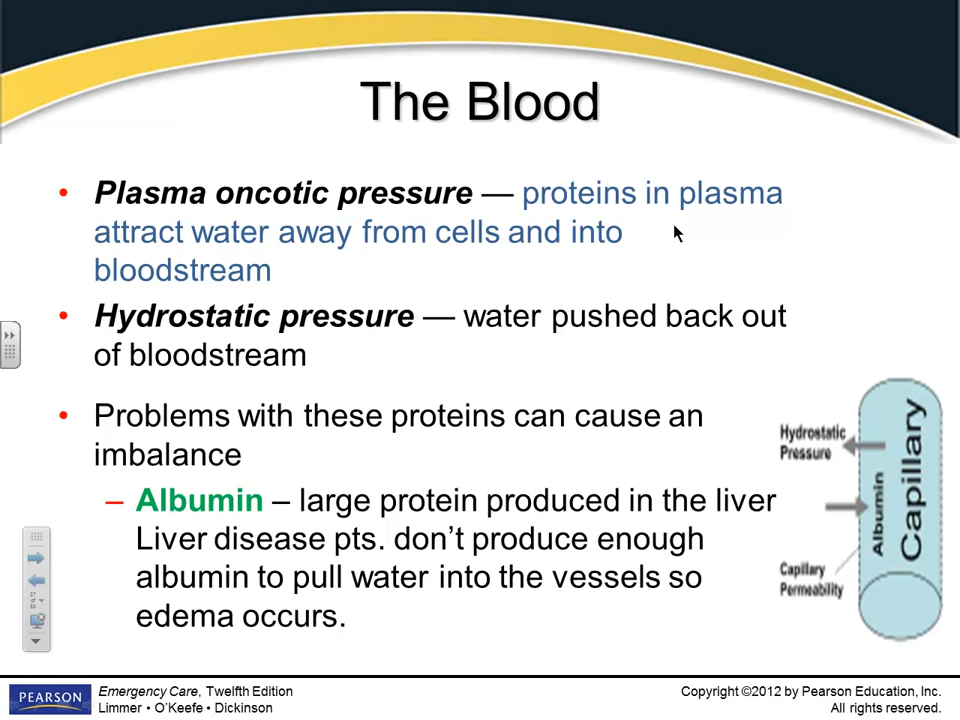 The Blood
• Plasma oncotic pressure — proteins in plasma
attract water away from cells and into
bloodstream
• Hydrostatic pressure — water pushed back out
of bloodstream
• Problems with these proteins can cause an
imbalance
– Albumin – large protein produced in the liver
Liver disease pts. don’t produce enough
albumin to pull water into the vessels so
edema occurs.
Hydrostatic
Pressure
Albumin
Capillary
Capillary
Permeability
PEARSON
Emergency Care, Twelfth Edition
Limmer • O’Keefe • Dickinson
Copyright ©2012 by Pearson Education, Inc.
All rights reserved.